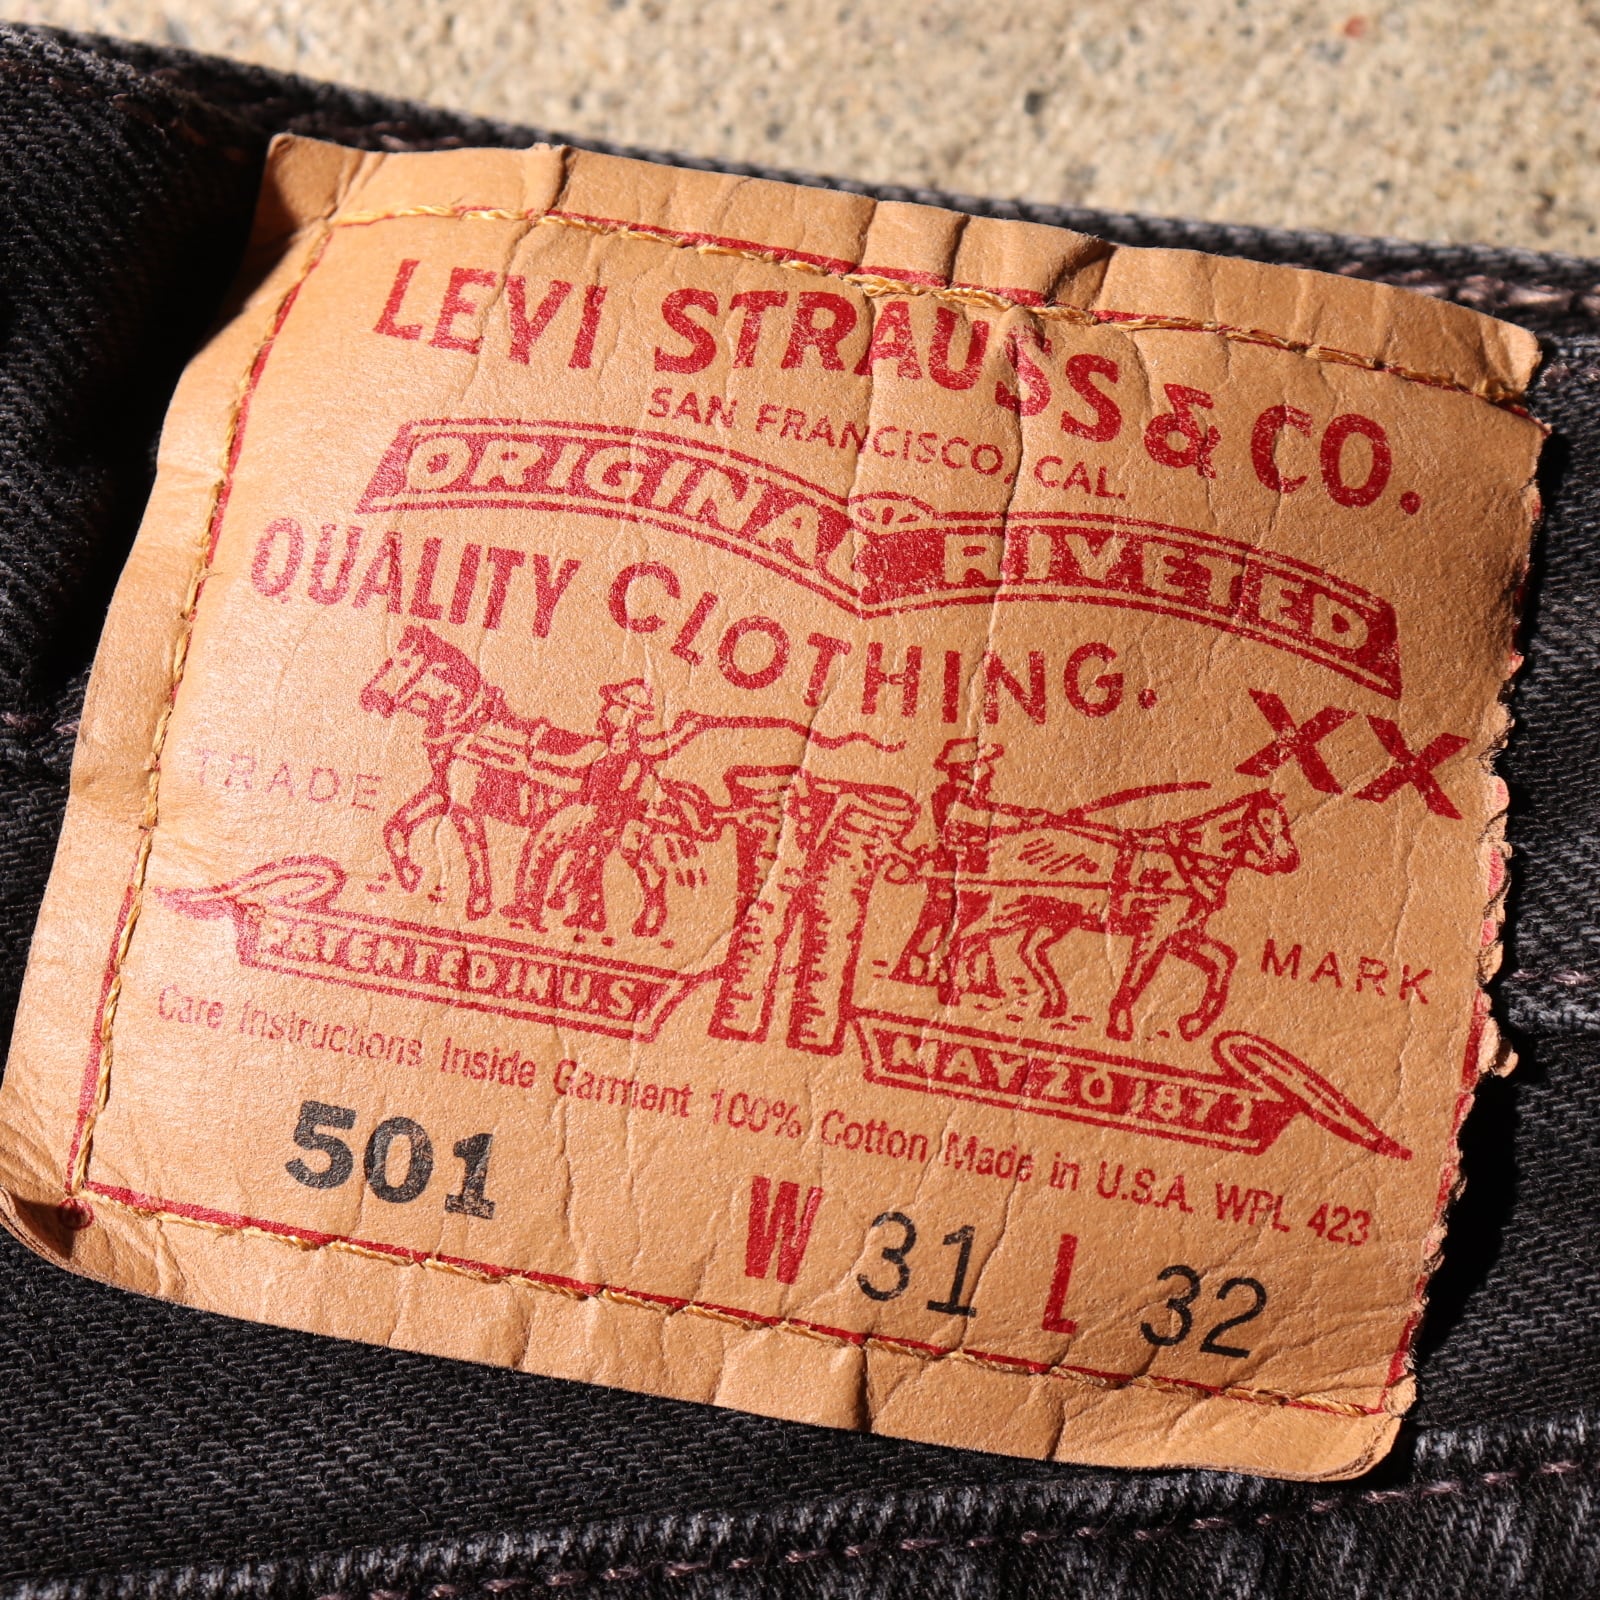 LEVI STRAUSS & CO.
SAN FRANCISCO, CAL.
ORIGINAL RIVETED
QUALITY CLOTHING.
XX
TRADE MARK
PATENTED IN U.S
MAY 20 1873
Care Instructions Inside Garment 100% Cotton Made in U.S.A. WPL 423
501 W 31 L 32